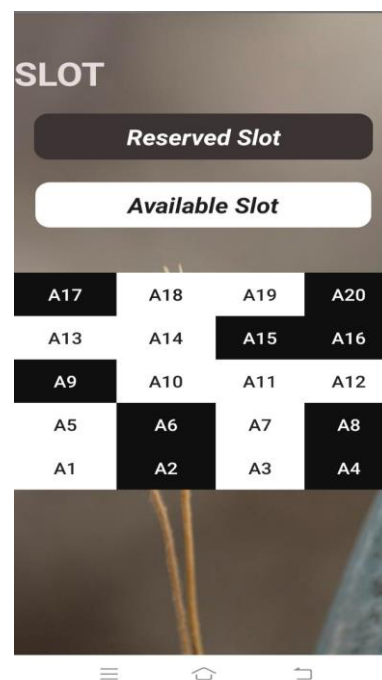 SLOT
Reserved Slot
Available Slot
A17 A18 A19 A20
A13 A14 A15 A16
A9 A10 A11 A12
A5 A6 A7 A8
A1 A2 A3 A4